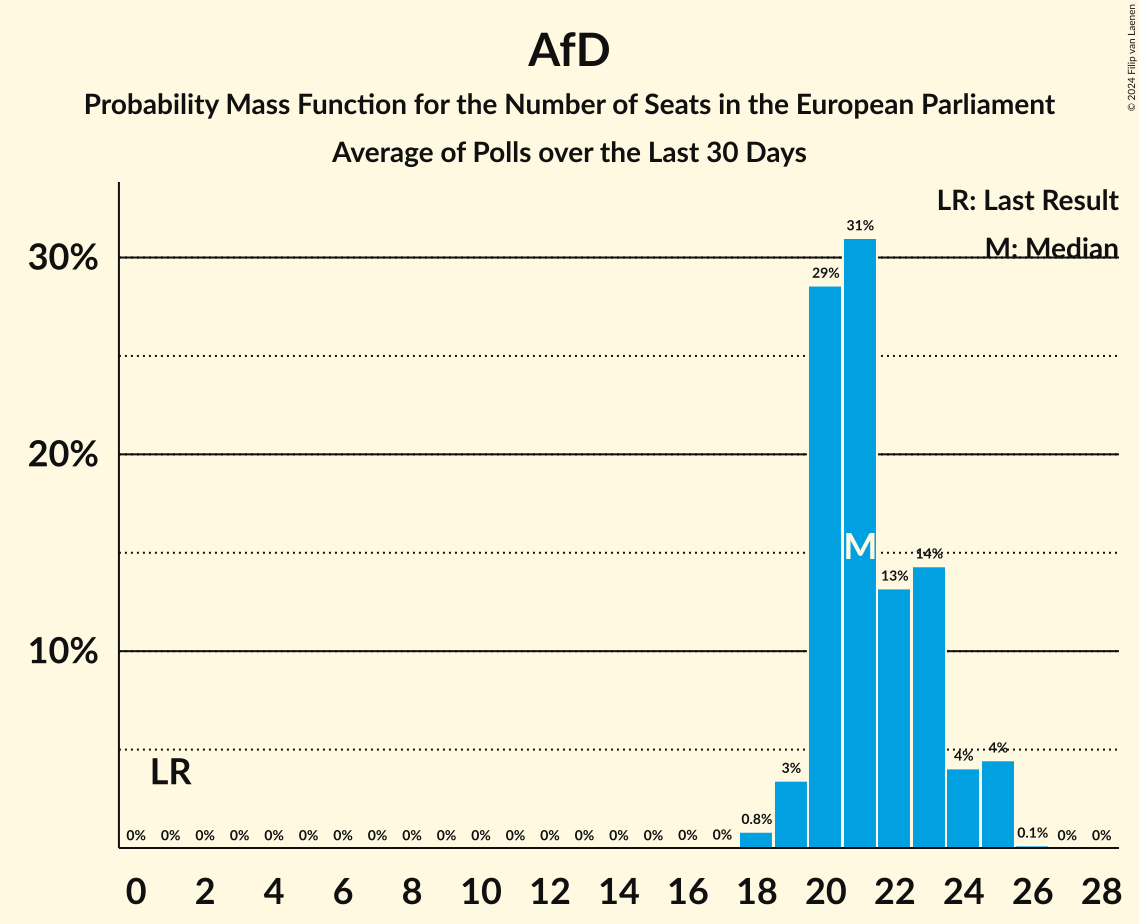 AfD
Probability Mass Function for the Number of Seats in the European Parliament
Average of Polls over the Last 30 Days
© 2024 Filip van Laenen
LR: Last Result
M: Median
30%
20%
10%
31%
29%
M
14%
13%
LR
4%
4%
3%
0.8%
0.1%
0% 0% 0% 0% 0% 0% 0% 0% 0% 0% 0% 0% 0% 0% 0% 0% 0% 0% 0% 0%
0 2 4 6 8 10 12 14 16 18 20 22 24 26 28